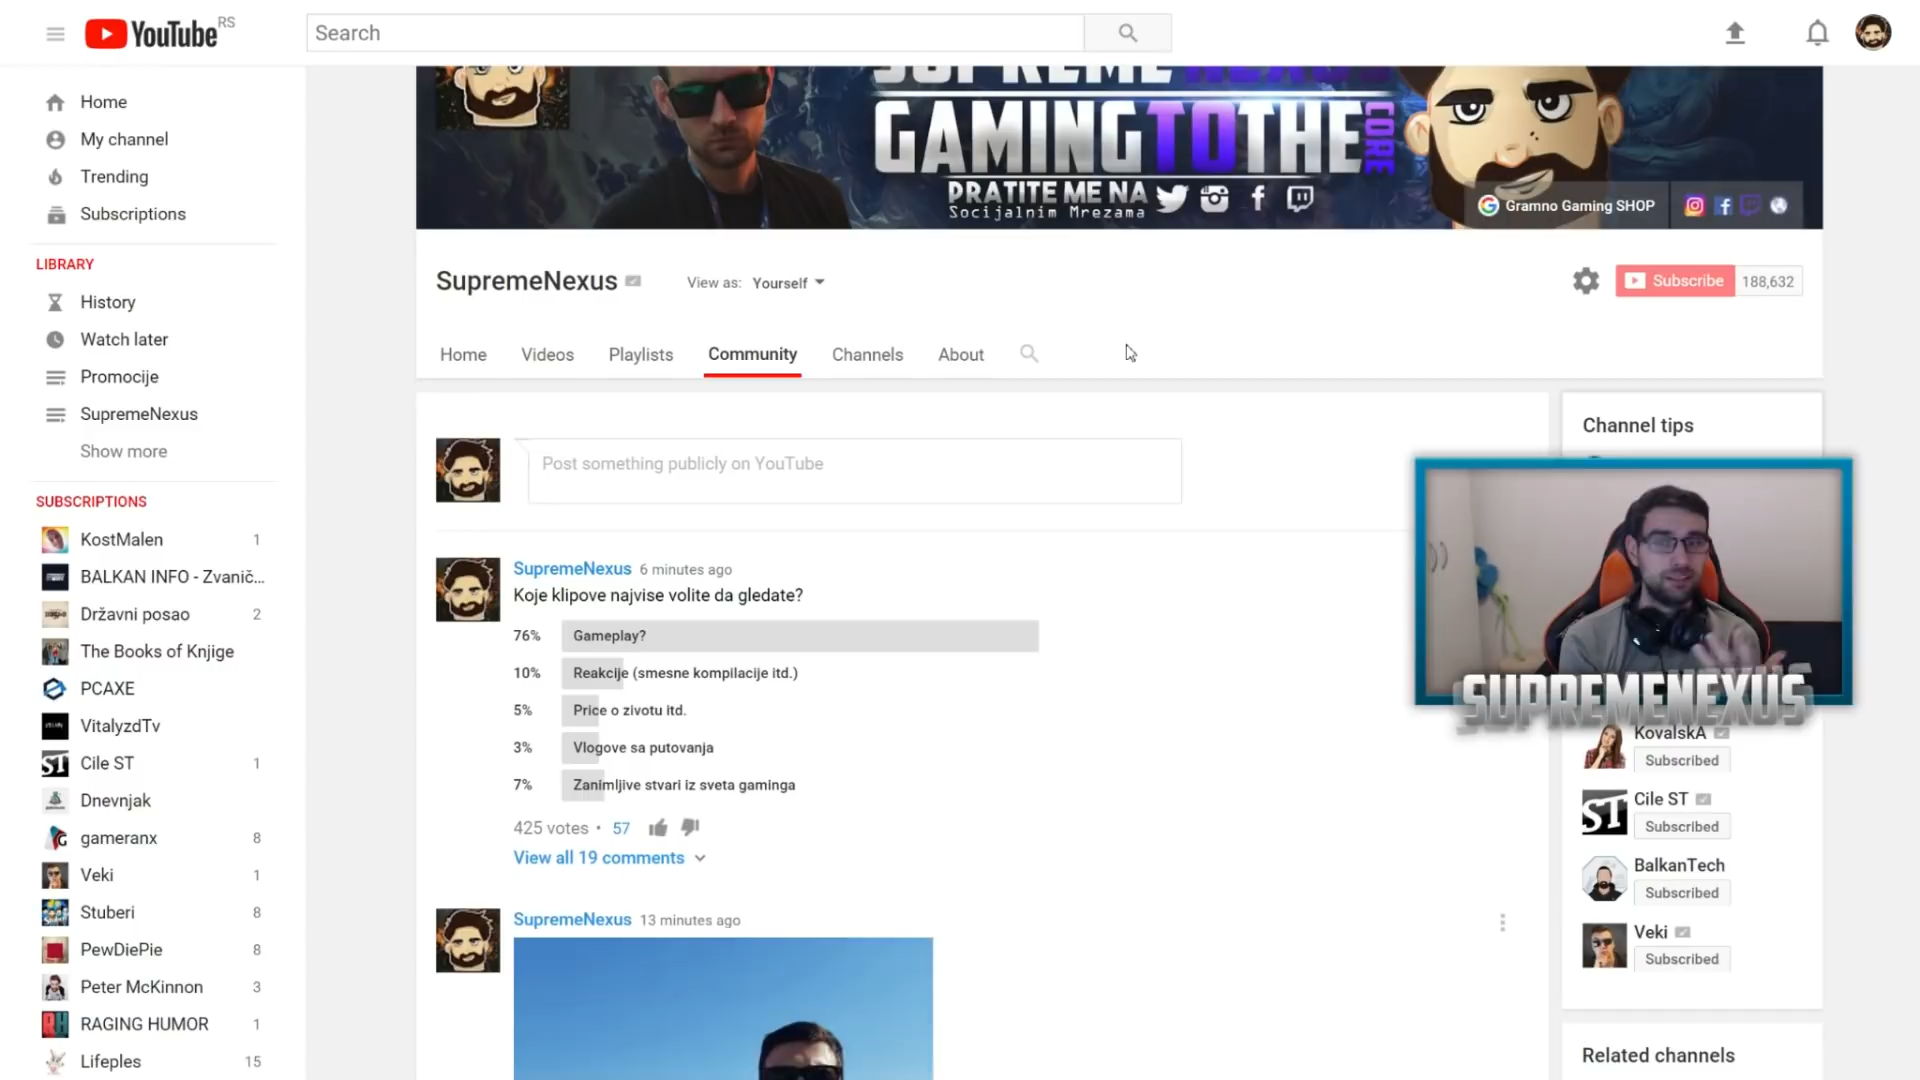 YouTube RS
Search
Home
My channel
Trending
Subscriptions
LIBRARY
History
Watch later
Promocije
SupremeNexus
Show more
SUBSCRIPTIONS
KostMalen 1
BALKAN INFO - Zvanič...
Državni posao 2
The Books of Knjige
PCAXE
VitalyzdTv
Cile ST 1
Dnevnjak
gameranx 8
Veki 1
Stuberi 8
PewDiePie 8
Peter McKinnon 3
RAGING HUMOR 1
Lifeples 15
SUPREME NEXUS
GAMING TO THE CORE
PRATITE ME NA
Socijalnim Mrezama
Gramno Gaming SHOP
SupremeNexus
View as: Yourself
Subscribe 188,632
Home Videos Playlists Community Channels About
Post something publicly on YouTube
SupremeNexus 6 minutes ago
Koje klipove najvise volite da gledate?
76% Gameplay?
10% Reakcije (smesne kompilacije itd.)
5% Price o zivotu itd.
3% Vlogove sa putovanja
7% Zanimljive stvari iz sveta gaminga
425 votes • 57
View all 19 comments
SupremeNexus 13 minutes ago
Channel tips
SUPREMENEXUS
KovalskA
Subscribed
ST
Cile ST
Subscribed
BalkanTech
Subscribed
Veki
Subscribed
Related channels